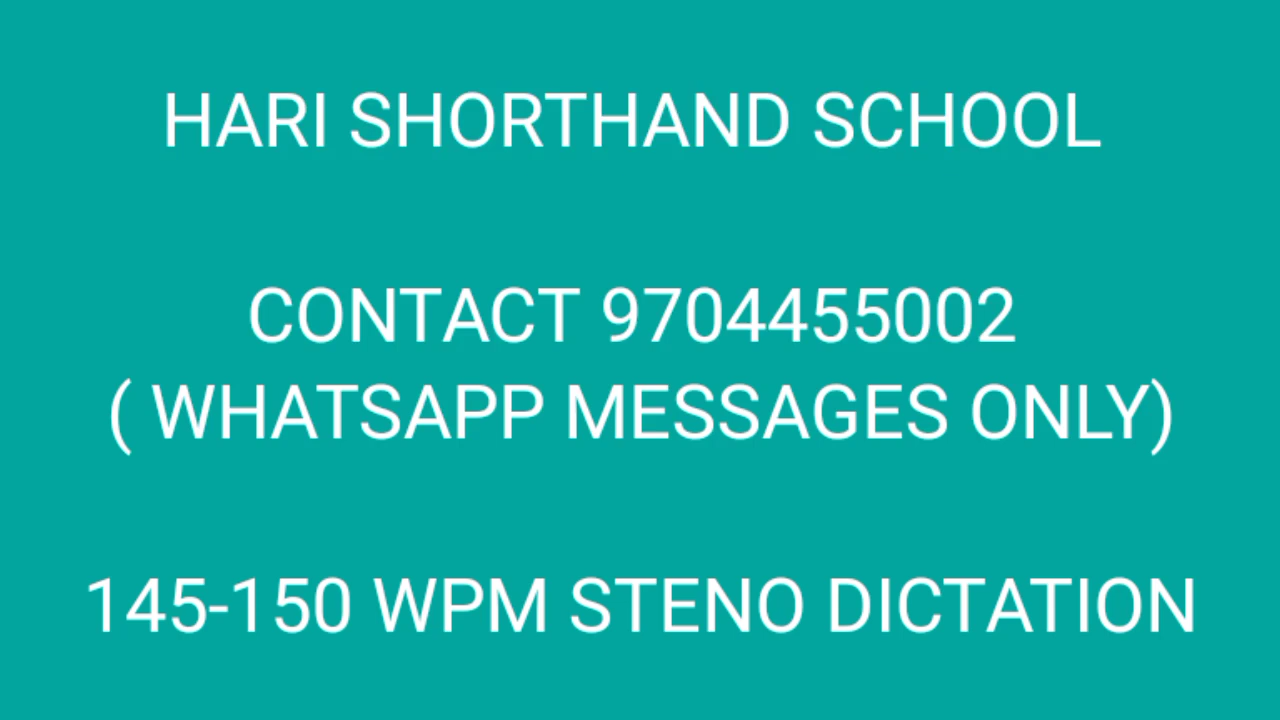 HARI SHORTHAND SCHOOL
CONTACT 9704455002
( WHATSAPP MESSAGES ONLY)
145-150 WPM STENO DICTATION